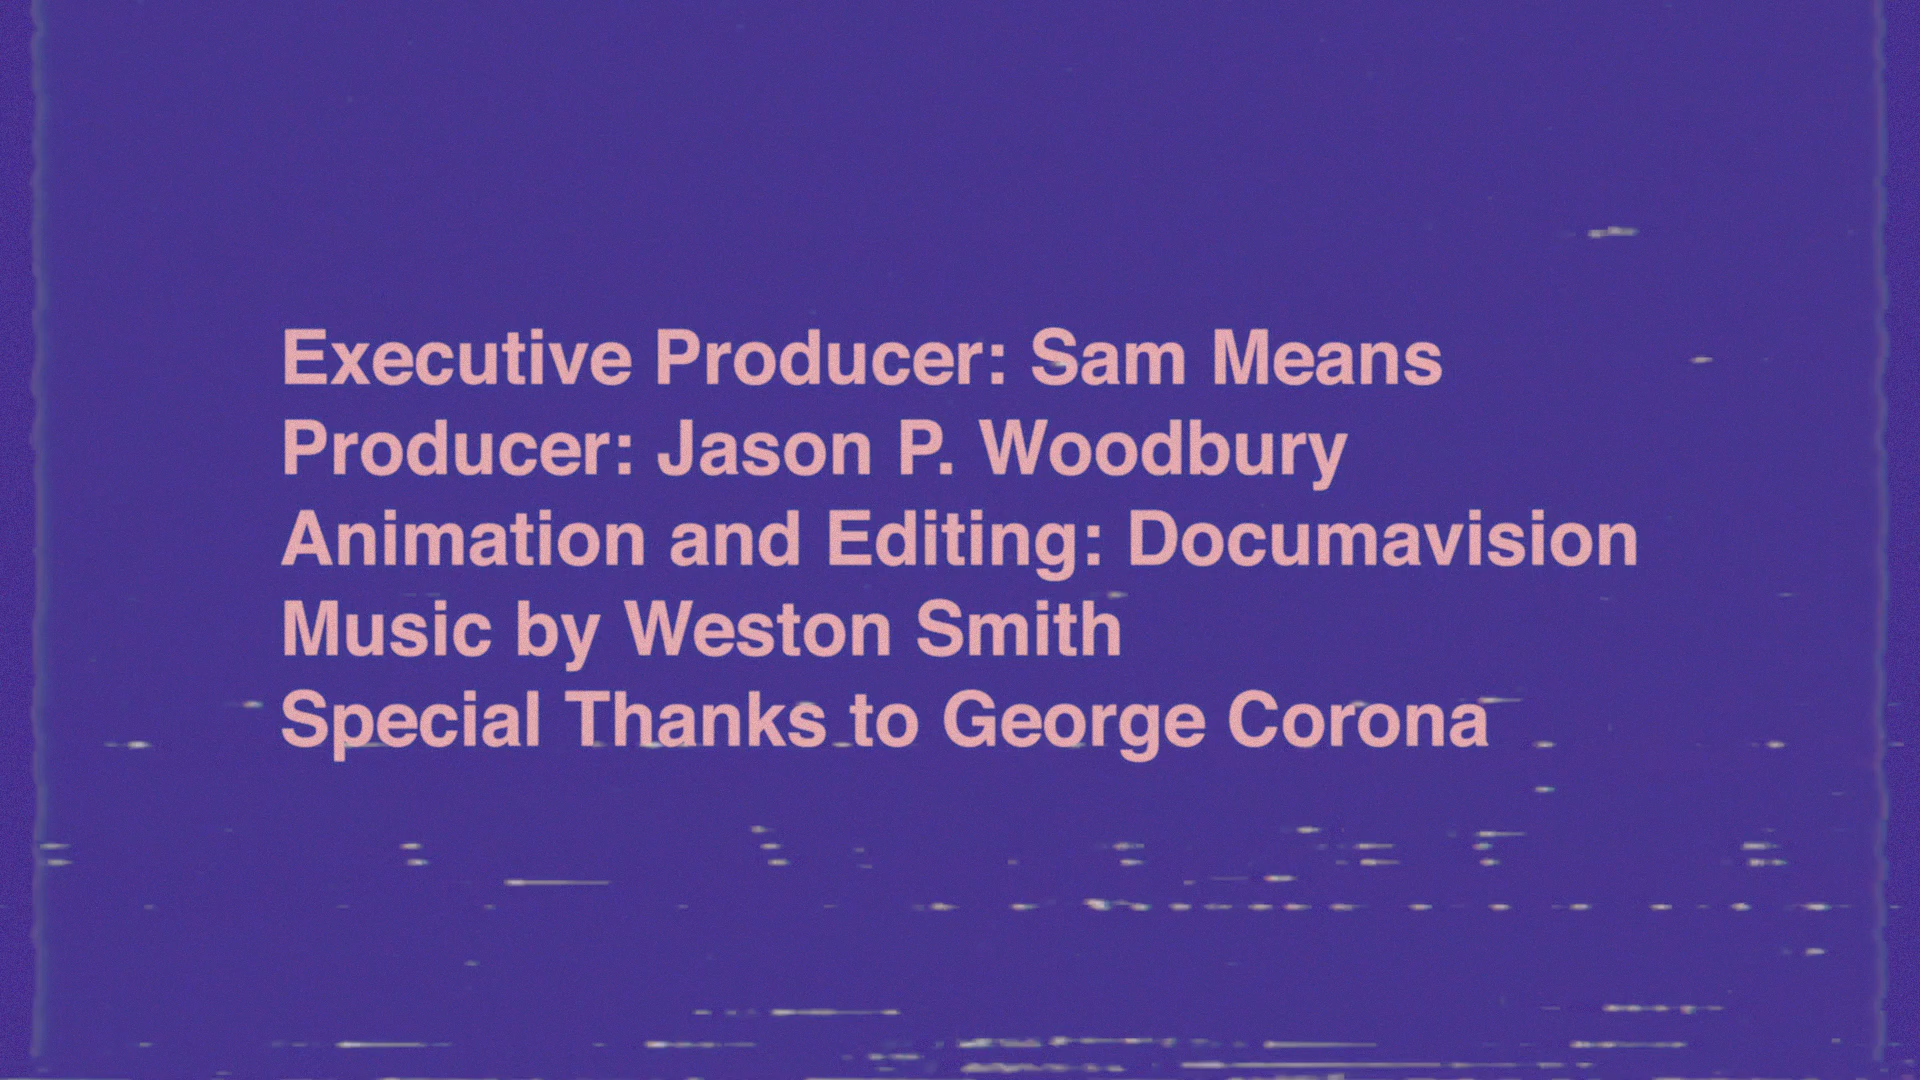 Executive Producer: Sam Means
Producer: Jason P. Woodbury
Animation and Editing: Documavision
Music by Weston Smith
Special Thanks to George Corona